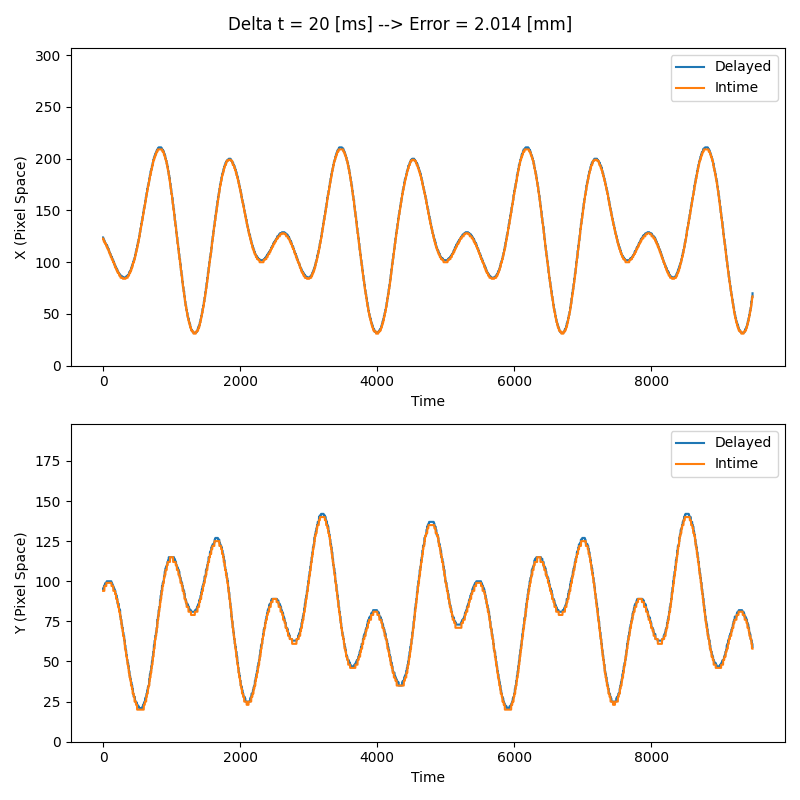 Delta t = 20 [ms] --> Error = 2.014 [mm]
300
250
200
150
100
50
0
X (Pixel Space)
Delayed
Intime
0 2000 4000 6000 8000
Time
175
150
125
100
75
50
25
0
Y (Pixel Space)
Delayed
Intime
0 2000 4000 6000 8000
Time